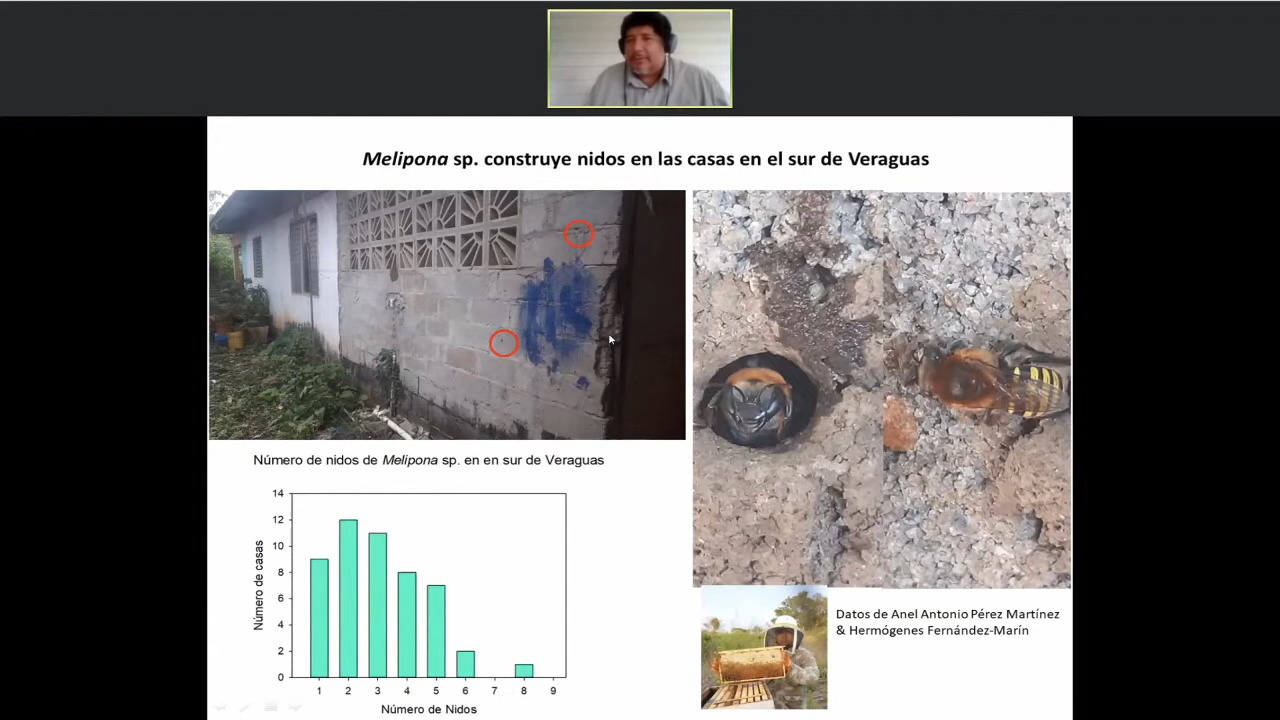 Melipona sp. construye nidos en las casas en el sur de Veraguas
Número de nidos de Melipona sp. en en sur de Veraguas
14
12
10
8
6
4
2
0
Número de casas
1 2 3 4 5 6 7 8 9
Número de Nidos
Datos de Anel Antonio Pérez Martínez
& Hermógenes Fernández-Marín